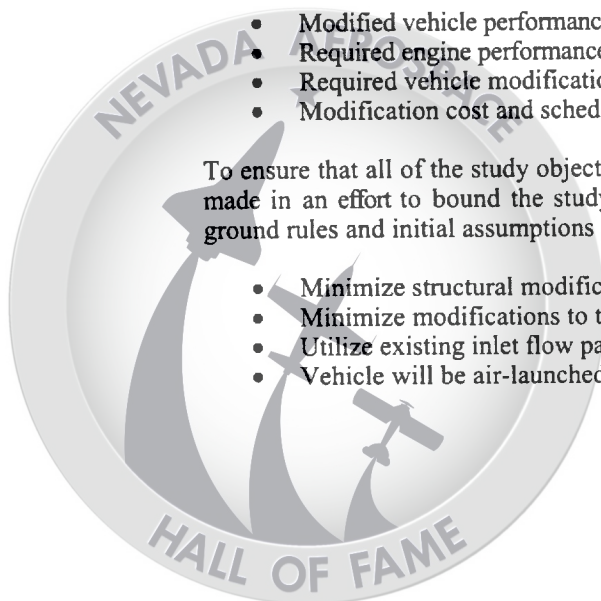 • Modified vehicle performanc
• Required engine performance
• Required vehicle modificatio
• Modification cost and sched
To ensure that all of the study object
made in an effort to bound the study
ground rules and initial assumptions
• Minimize structural modific
• Minimize modifications to t
• Utilize existing inlet flow pa
• Vehicle will be air-launched
NEVADA AEROSPACE
HALL OF FAME